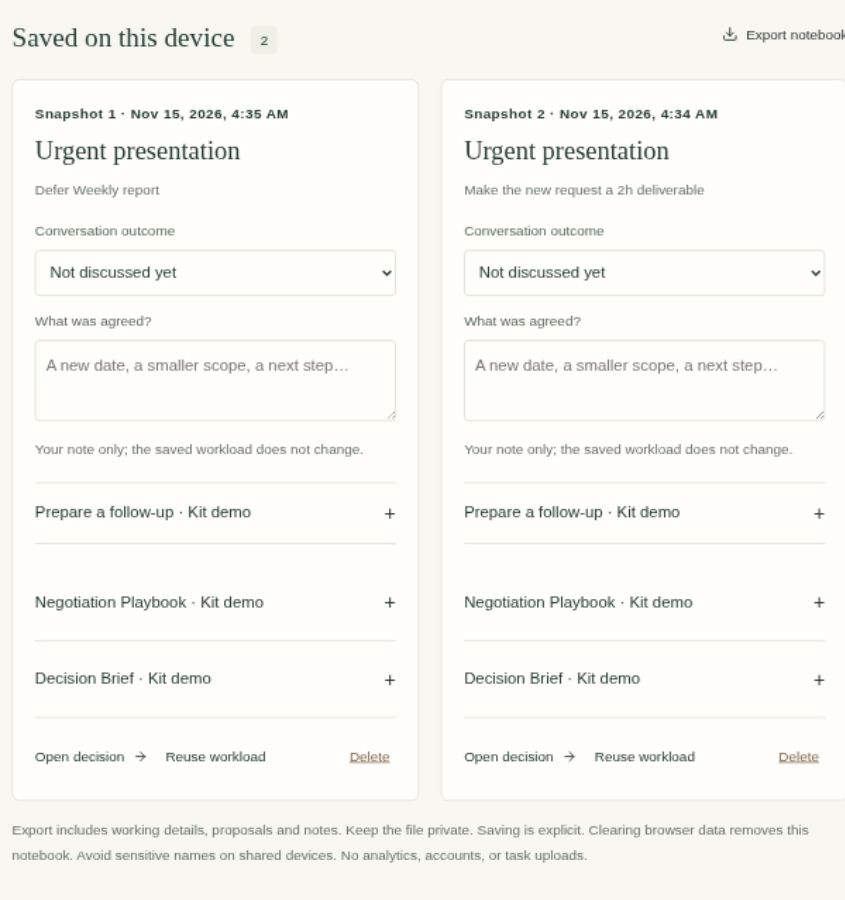 Saved on this device 2
Export notebook
Snapshot 1 · Nov 15, 2026, 4:35 AM
Urgent presentation
Defer Weekly report
Conversation outcome
Not discussed yet
What was agreed?
A new date, a smaller scope, a next step…
Your note only; the saved workload does not change.
Prepare a follow-up · Kit demo +
Negotiation Playbook · Kit demo +
Decision Brief · Kit demo +
Open decision → Reuse workload Delete
Snapshot 2 · Nov 15, 2026, 4:34 AM
Urgent presentation
Make the new request a 2h deliverable
Conversation outcome
Not discussed yet
What was agreed?
A new date, a smaller scope, a next step…
Your note only; the saved workload does not change.
Prepare a follow-up · Kit demo +
Negotiation Playbook · Kit demo +
Decision Brief · Kit demo +
Open decision → Reuse workload Delete
Export includes working details, proposals and notes. Keep the file private. Saving is explicit. Clearing browser data removes this
notebook. Avoid sensitive names on shared devices. No analytics, accounts, or task uploads.